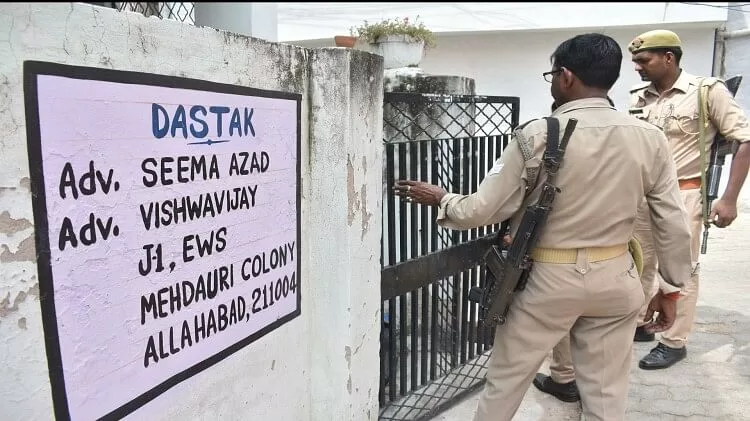 DASTAK
Adv. SEEMA AZAD
Adv. VISHWAVIJAY
J1, EWS
MEHDAURI COLONY
ALLAHABAD, 211004